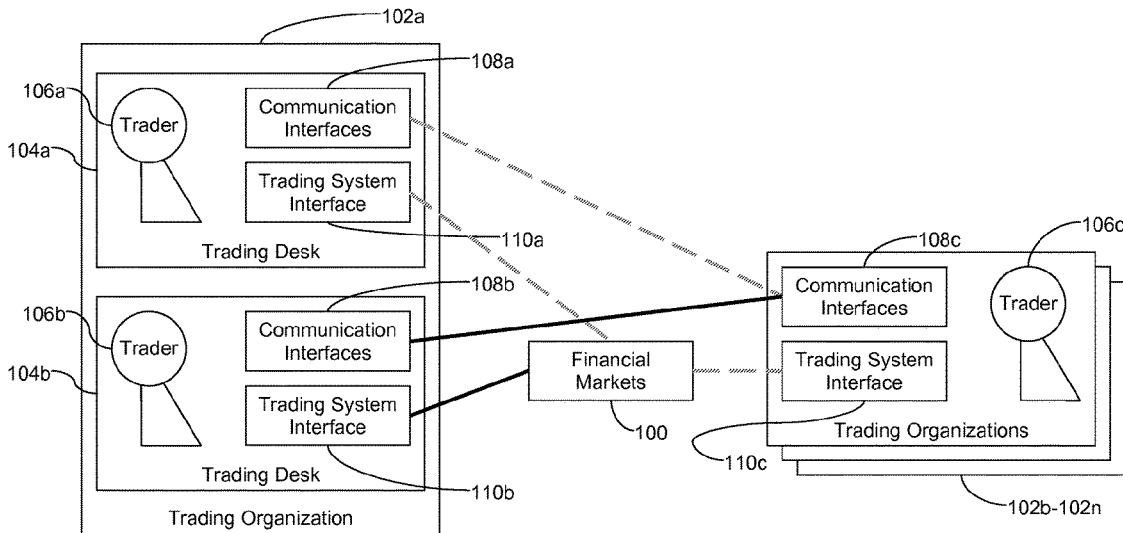 102a
108a
106a
Trader
Communication
Interfaces
104a
Trading System
Interface
110a
Trading Desk
108b
106b
Trader
Communication
Interfaces
104b
Trading System
Interface
Trading Desk
110b
Trading Organization
Financial
Markets
100
108c
106c
Communication
Interfaces
Trader
Trading System
Interface
Trading Organizations
110c
102b-102n